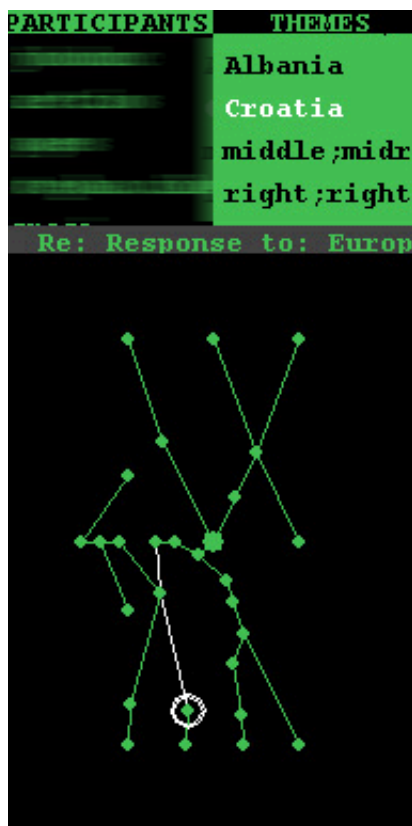 PARTICIPANTS THEMES
Albania
Croatia
middle;midr
right;right
Re: Response to: Europ